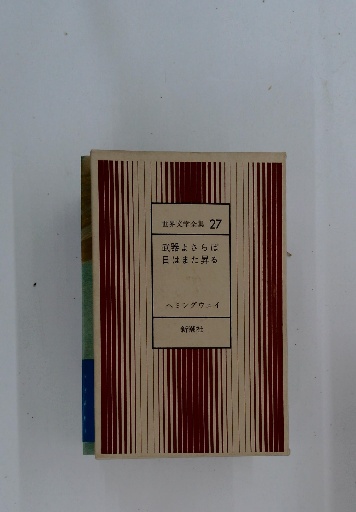 世界文学全集 27
武器よさらば
日はまた昇る
ヘミングウェイ
新潮社